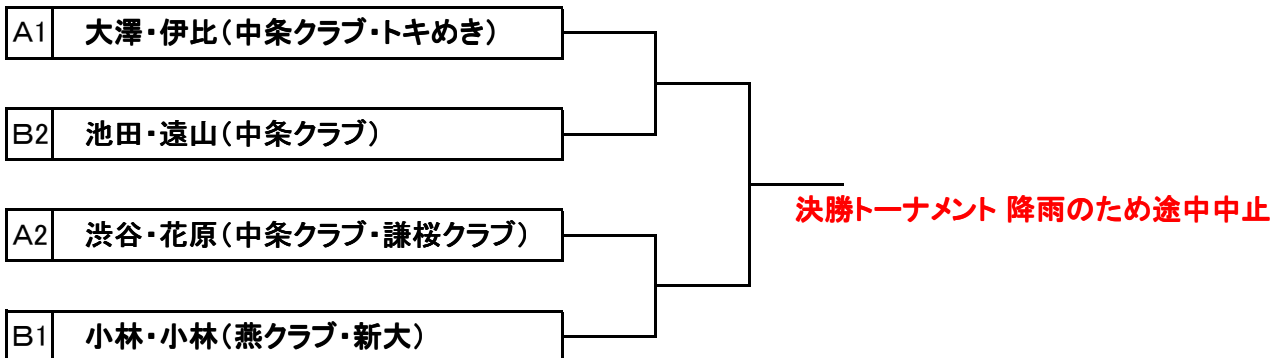 A1 大澤・伊比（中条クラブ・トキめき）
B2 池田・遠山（中条クラブ）
決勝トーナメント 降雨のため途中中止
A2 渋谷・花原（中条クラブ・謙桜クラブ）
B1 小林・小林（燕クラブ・新大）